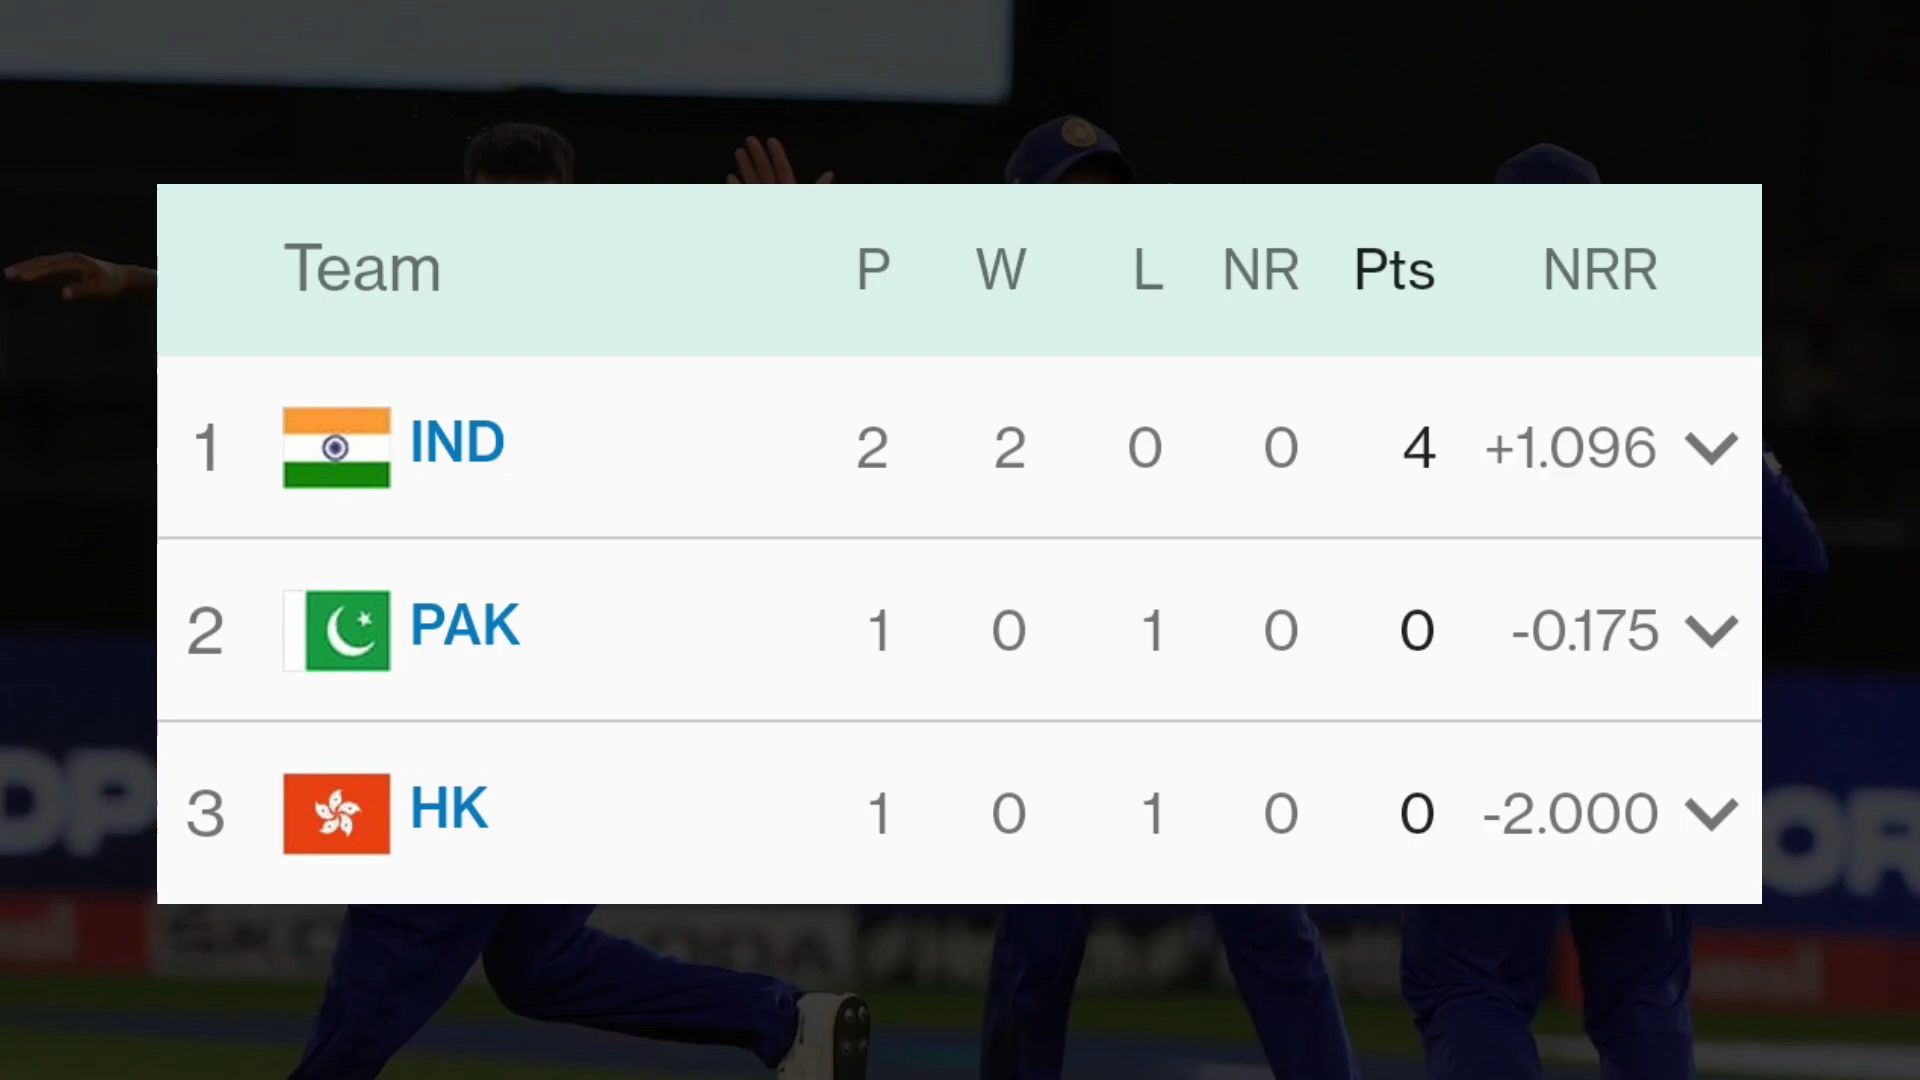 Team P W L NR Pts NRR
1 IND 2 2 0 0 4 +1.096
2 PAK 1 0 1 0 0 -0.175
3 HK 1 0 1 0 0 -2.000